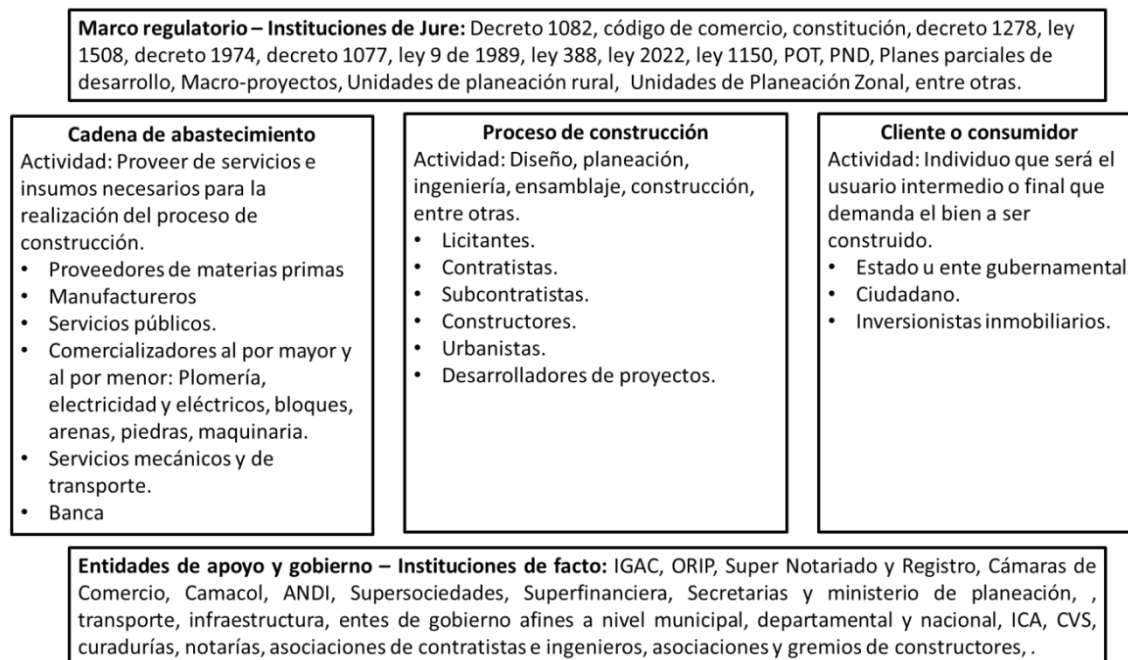 Marco regulatorio – Instituciones de Jure: Decreto 1082, código de comercio, constitución, decreto 1278, ley
1508, decreto 1974, decreto 1077, ley 9 de 1989, ley 388, ley 2022, ley 1150, POT, PND, Planes parciales de
desarrollo, Macro-proyectos, Unidades de planeación rural, Unidades de Planeación Zonal, entre otras.
Cadena de abastecimiento
Actividad: Proveer de servicios e
insumos necesarios para la
realización del proceso de
construcción.
• Proveedores de materias primas
• Manufactureros
• Servicios públicos.
• Comercializadores al por mayor y
al por menor: Plomería,
electricidad y eléctricos, bloques,
arenas, piedras, maquinaria.
• Servicios mecánicos y de
transporte.
• Banca
Proceso de construcción
Actividad: Diseño, planeación,
ingeniería, ensamblaje, construcción,
entre otras.
• Licitantes.
• Contratistas.
• Subcontratistas.
• Constructores.
• Urbanistas.
• Desarrolladores de proyectos.
Cliente o consumidor
Actividad: Individuo que será el
usuario intermedio o final que
demanda el bien a ser
construido.
• Estado u ente gubernamental.
• Ciudadano.
• Inversionistas inmobiliarios.
Entidades de apoyo y gobierno – Instituciones de facto: IGAC, ORIP, Super Notariado y Registro, Cámaras de
Comercio, Camacol, ANDI, Supersociedades, Superfinanciera, Secretarias y ministerio de planeación, ,
transporte, infraestructura, entes de gobierno afines a nivel municipal, departamental y nacional, ICA, CVS,
curadurías, notarías, asociaciones de contratistas e ingenieros, asociaciones y gremios de constructores, .